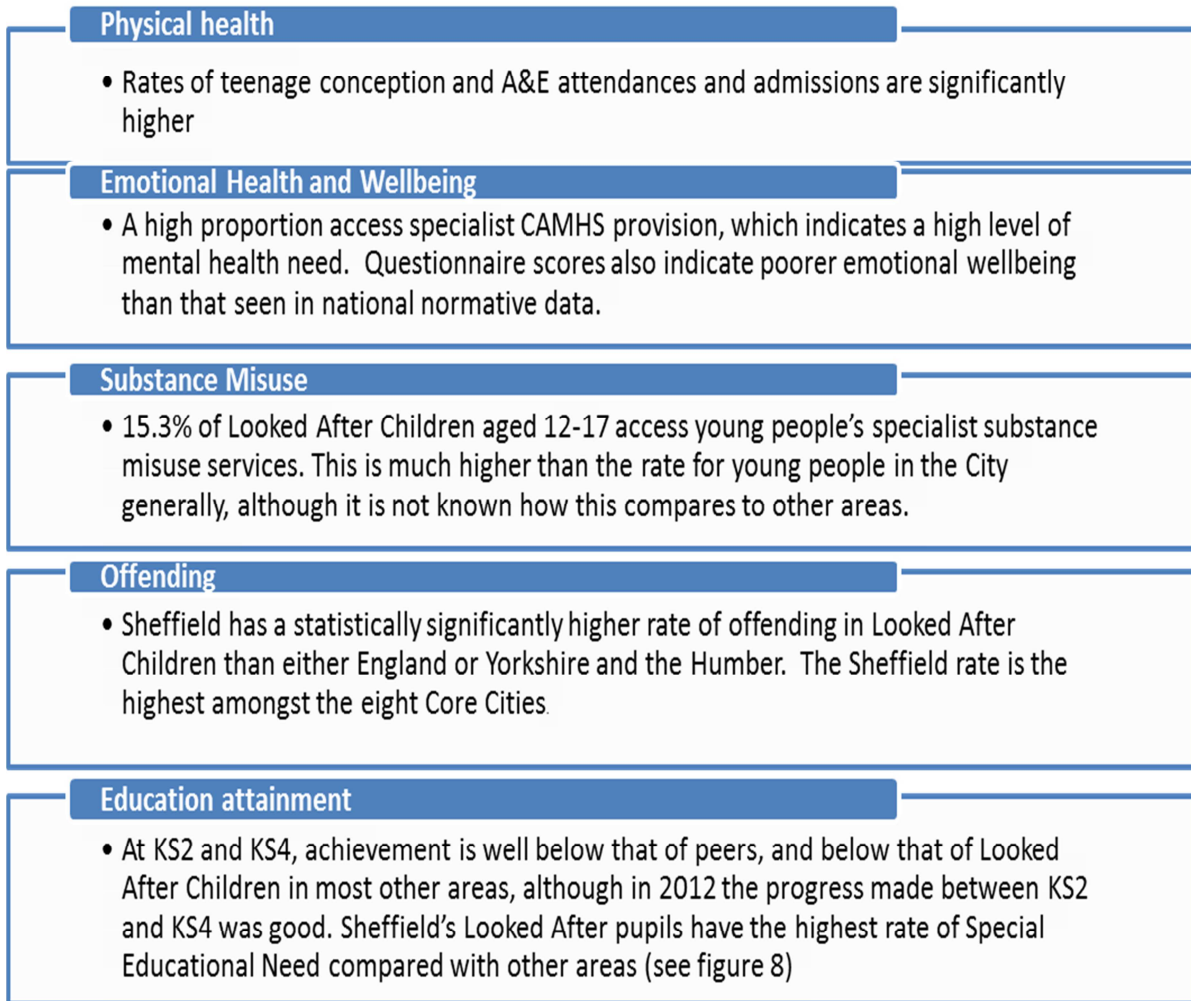 Physical health
• Rates of teenage conception and A&E attendances and admissions are significantly
higher
Emotional Health and Wellbeing
• A high proportion access specialist CAMHS provision, which indicates a high level of
mental health need.  Questionnaire scores also indicate poorer emotional wellbeing
than that seen in national normative data.
Substance Misuse
• 15.3% of Looked After Children aged 12-17 access young people’s specialist substance
misuse services. This is much higher than the rate for young people in the City
generally, although it is not known how this compares to other areas.
Offending
• Sheffield has a statistically significantly higher rate of offending in Looked After
Children than either England or Yorkshire and the Humber.  The Sheffield rate is the
highest amongst the eight Core Cities.
Education attainment
• At KS2 and KS4, achievement is well below that of peers, and below that of Looked
After Children in most other areas, although in 2012 the progress made between KS2
and KS4 was good. Sheffield’s Looked After pupils have the highest rate of Special
Educational Need compared with other areas (see figure 8)